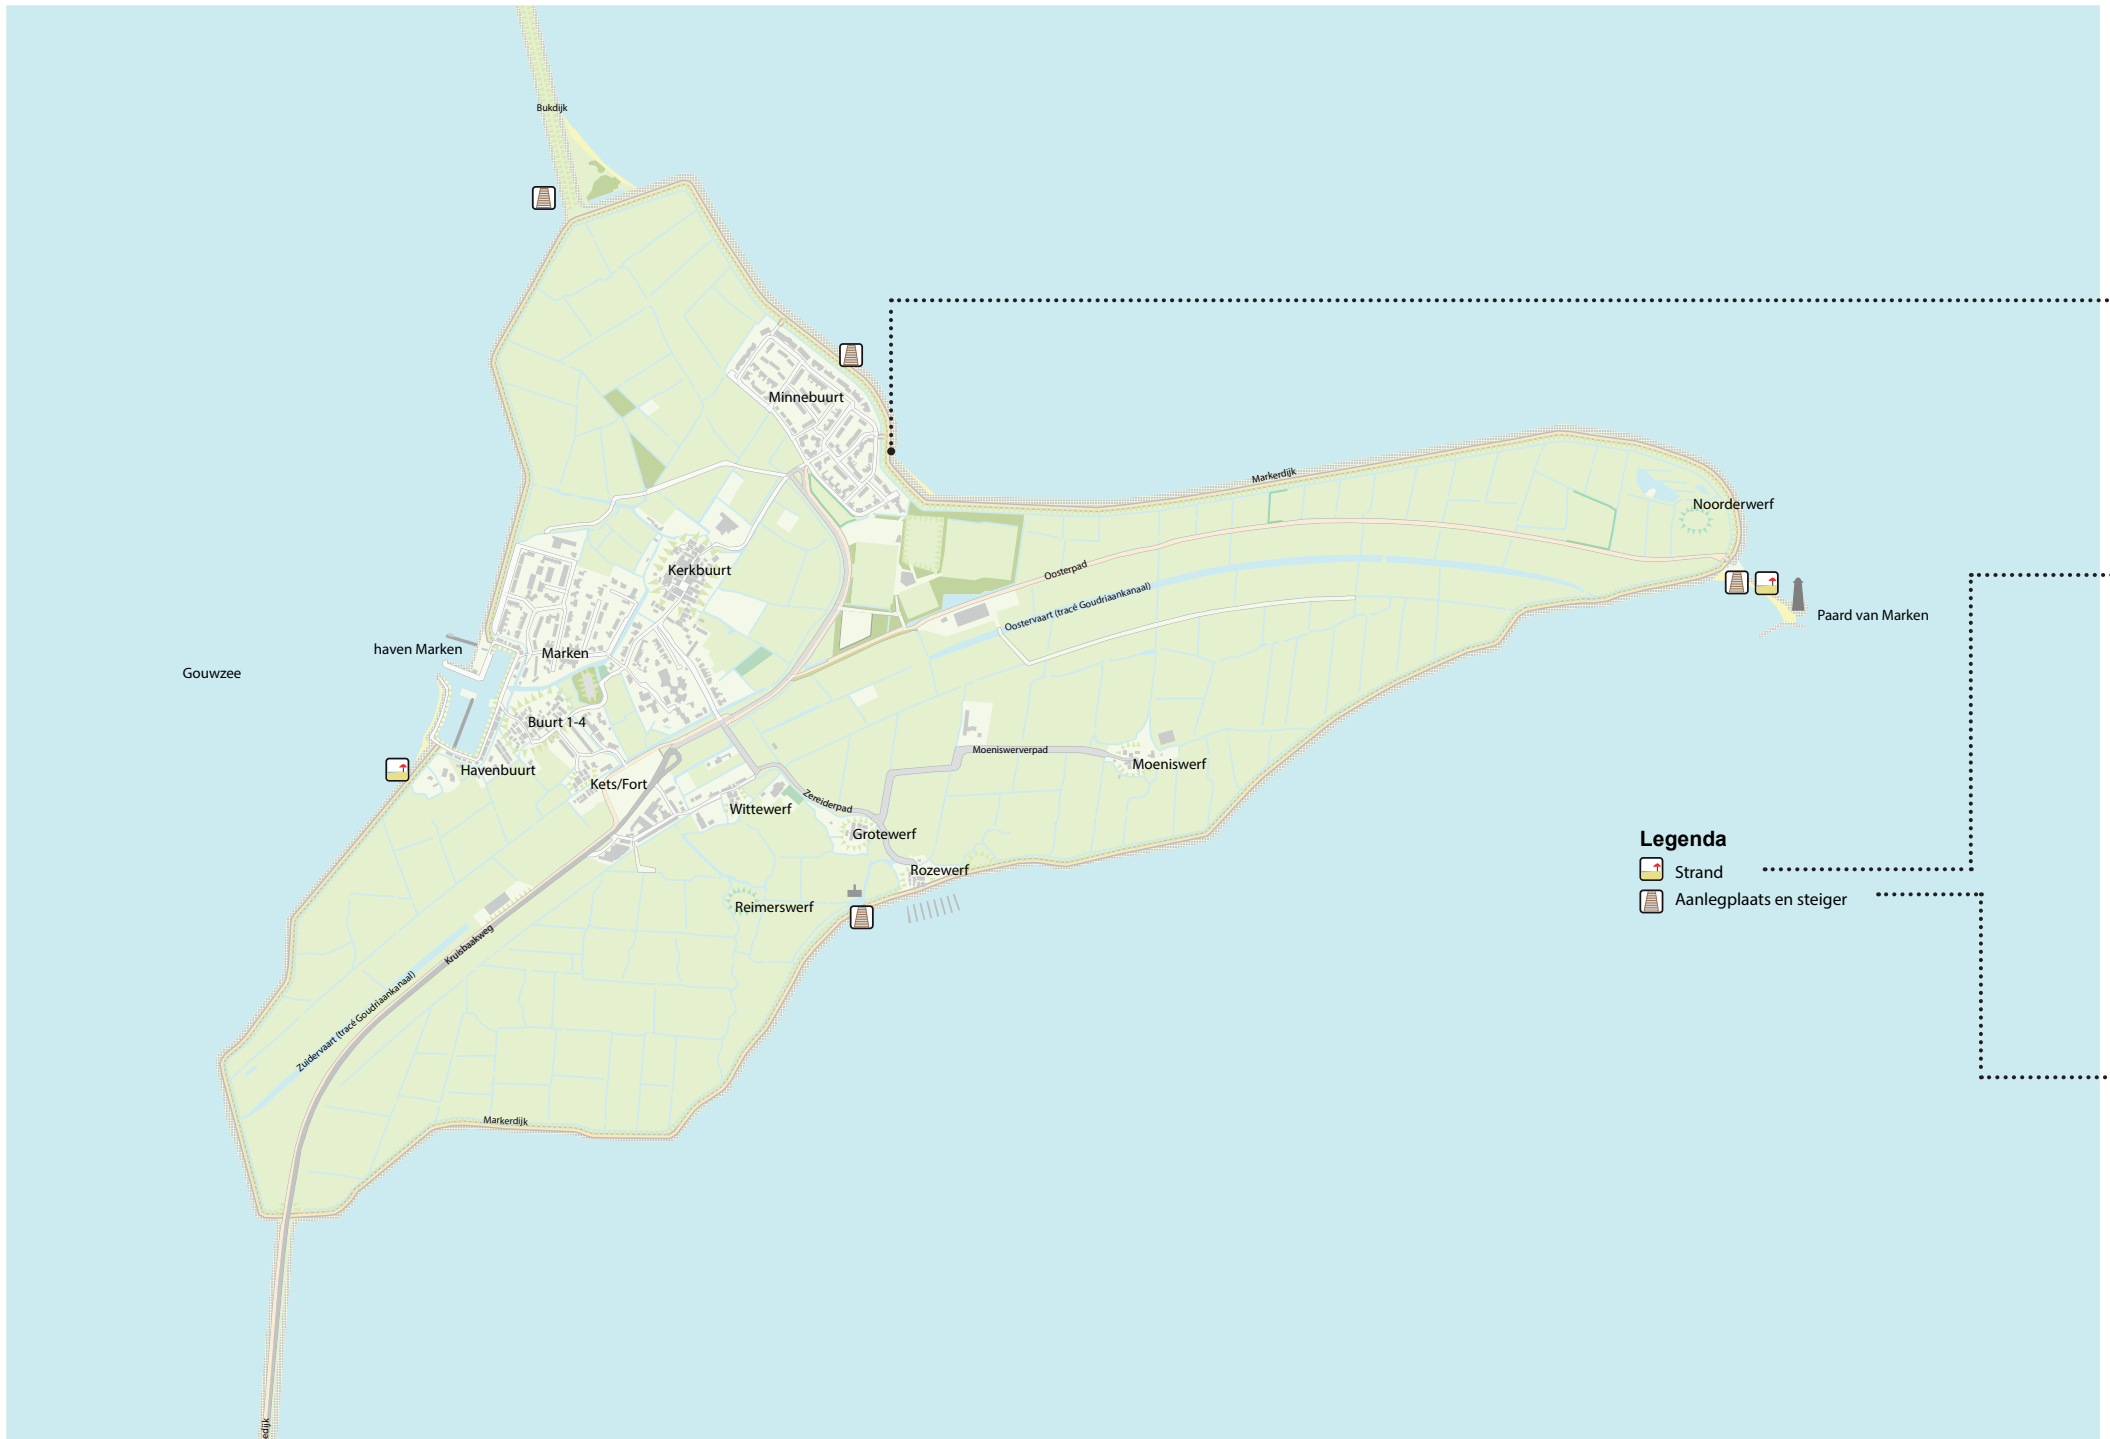 Bukdijk
Minnebuurt
Markerdijk
Noorderwerf
Kerkbuurt
Oosterpad
Oostervaart (tracé Goudriaankanaal)
Paard van Marken
haven Marken
Marken
Gouwzee
Buurt 1-4
Moeniswerverpad
Moeniswerf
Havenbuurt
Kets/Fort
Zereiderpad
Wittewerf
Grotewerf
Rozewerf
Reimerswerf
Legenda
Strand
Aanlegplaats en steiger
Kruisbaakweg
Zuidervaart (tracé Goudriaankanaal)
Markerdijk
edijk